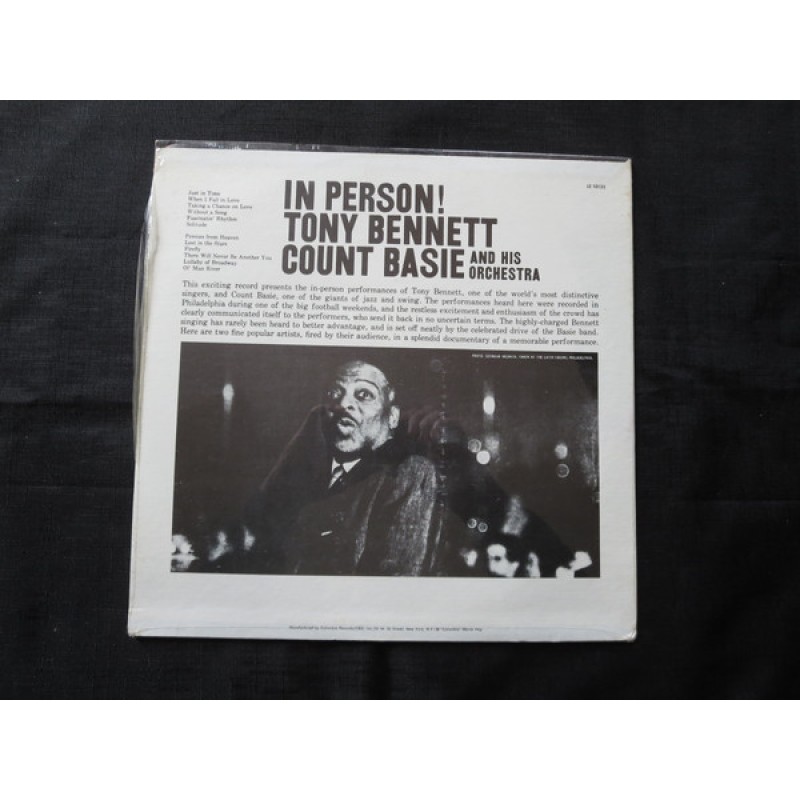 Just in Time
When I Fall in Love
Taking a Chance on Love
Without a Song
Fascinatin' Rhythm
Solitude
Pennies from Heaven
Lost in the Stars
Firefly
There Will Never Be Another You
Lullaby of Broadway
Ol' Man River
IN PERSON!
TONY BENNETT
COUNT BASIE AND HIS ORCHESTRA
This exciting record presents the in-person performances of Tony Bennett, one of the world's most distinctive
singers, and Count Basie, one of the giants of jazz and swing. The performances heard here were recorded in
Philadelphia during one of the big football weekends, and the restless excitement and enthusiasm of the crowd has
clearly communicated itself to the performers, who send it back in no uncertain terms. The highly-charged Bennett
singing has rarely been heard to better advantage, and is set off neatly by the celebrated drive of the Basie band.
Here are two fine popular artists, fired by their audience, in a splendid documentary of a memorable performance.